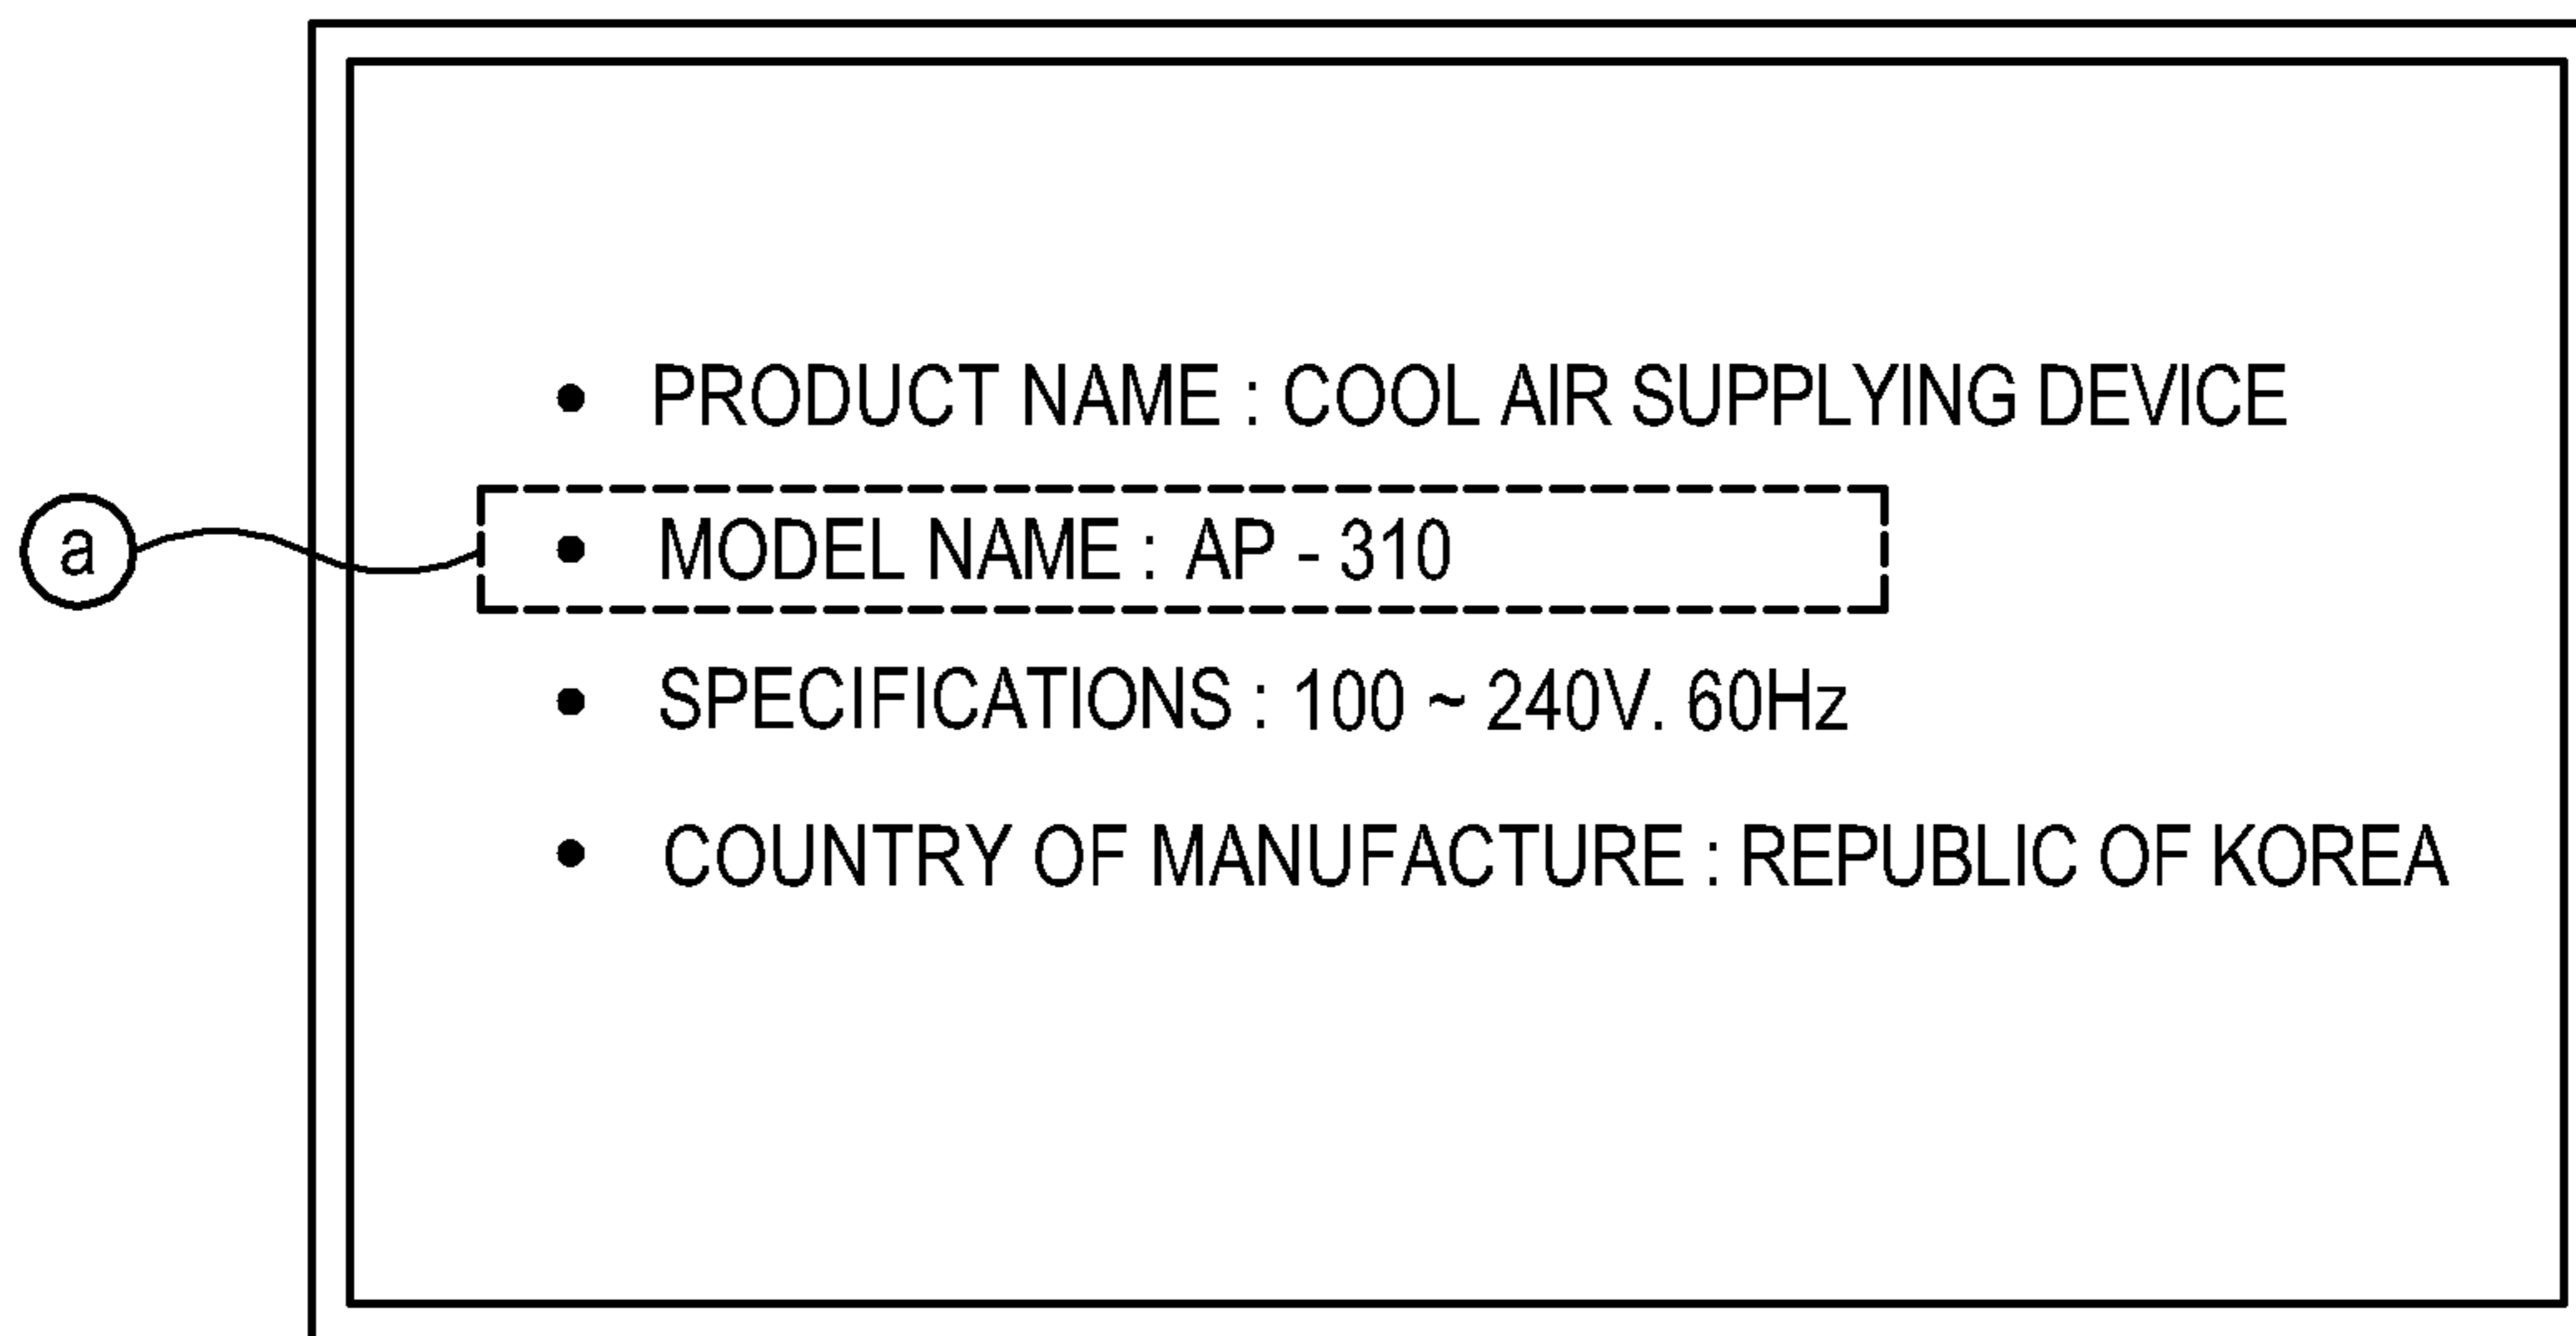 • PRODUCT NAME : COOL AIR SUPPLYING DEVICE
a • MODEL NAME : AP - 310
• SPECIFICATIONS : 100 ~ 240V. 60Hz
• COUNTRY OF MANUFACTURE : REPUBLIC OF KOREA